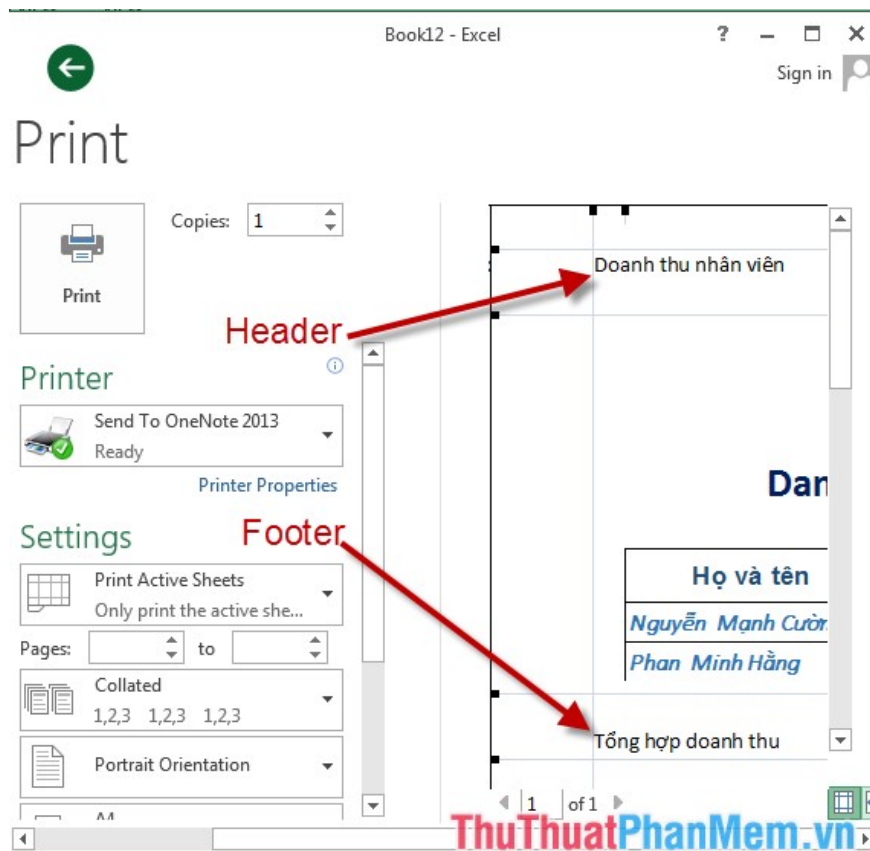 Book12 - Excel
?
Sign in
Print
Copies: 1
Print
Header
Doanh thu nhân viên
Printer
Send To OneNote 2013
Ready
Printer Properties
Dan
Settings
Footer
Print Active Sheets
Only print the active she...
Họ và tên
Nguyễn Mạnh Cườn
Phan Minh Hằng
Pages: to
Collated
1,2,3 1,2,3 1,2,3
Tổng hợp doanh thu
Portrait Orientation
1 of 1
A4
ThuThuatPhanMem.vn